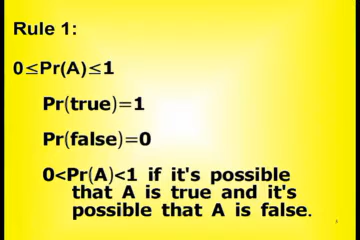 Rule 1:
0≤Pr(A)≤1
Pr(true)=1
Pr(false)=0
0<Pr(A)<1 if it's possible
that A is true and it's
possible that A is false.